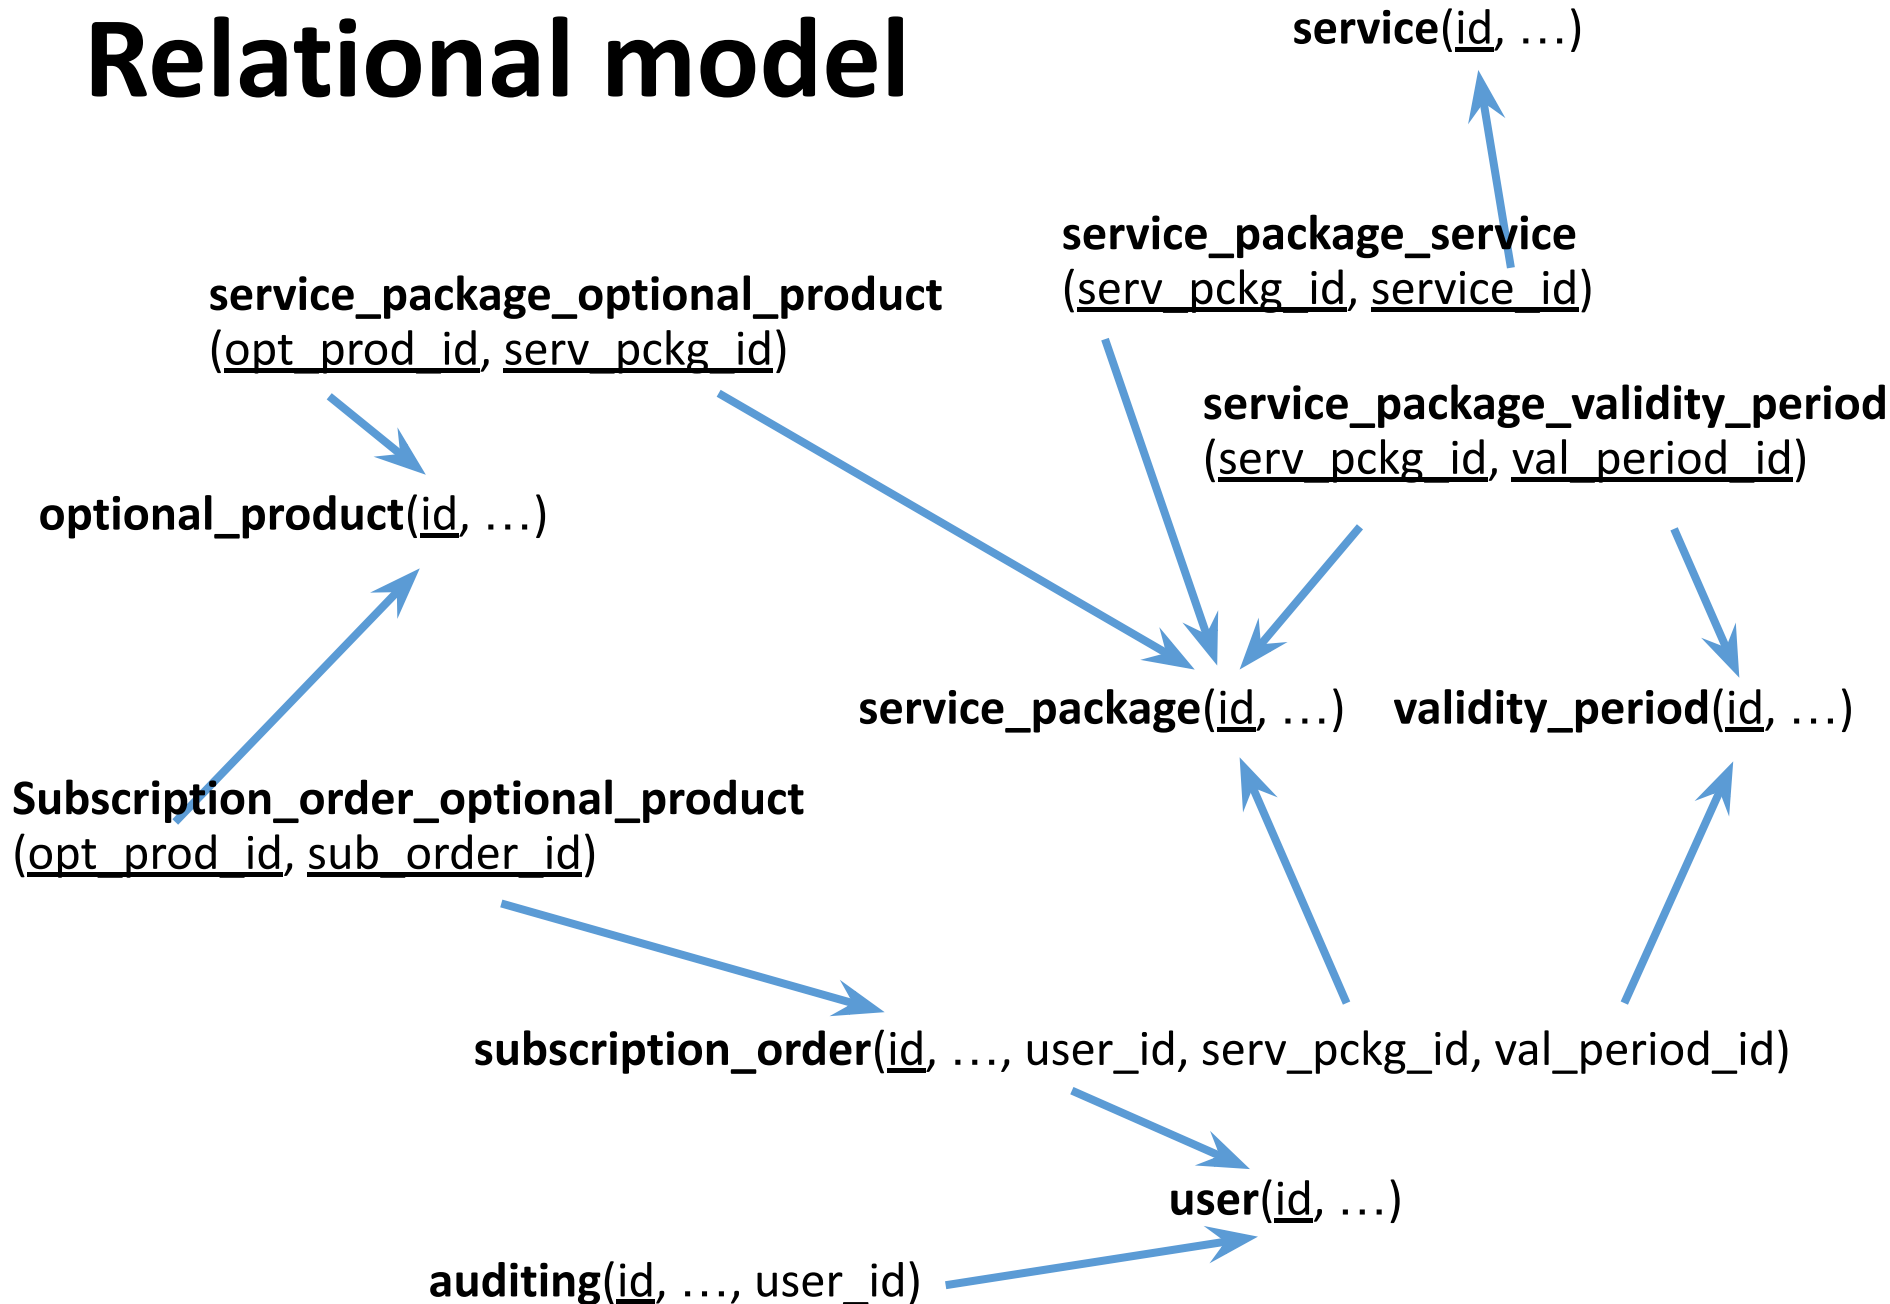 Relational model
service(id, …)
service_package_service
(serv_pckg_id, service_id)
service_package_optional_product
(opt_prod_id, serv_pckg_id)
service_package_validity_period
(serv_pckg_id, val_period_id)
optional_product(id, …)
service_package(id, …)
validity_period(id, …)
Subscription_order_optional_product
(opt_prod_id, sub_order_id)
subscription_order(id, …, user_id, serv_pckg_id, val_period_id)
user(id, …)
auditing(id, …, user_id)